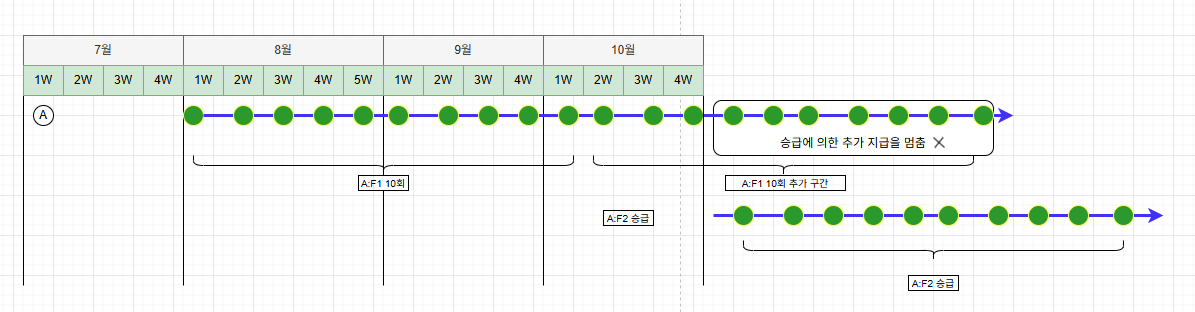 7월 8월 9월 10월
1W 2W 3W 4W 1W 2W 3W 4W 5W 1W 2W 3W 4W 1W 2W 3W 4W
A
승급에 의한 추가 지급을 멈춤 ❌
A:F1 10회
A:F1 10회 추가 구간
A:F2 승급
A:F2 승급